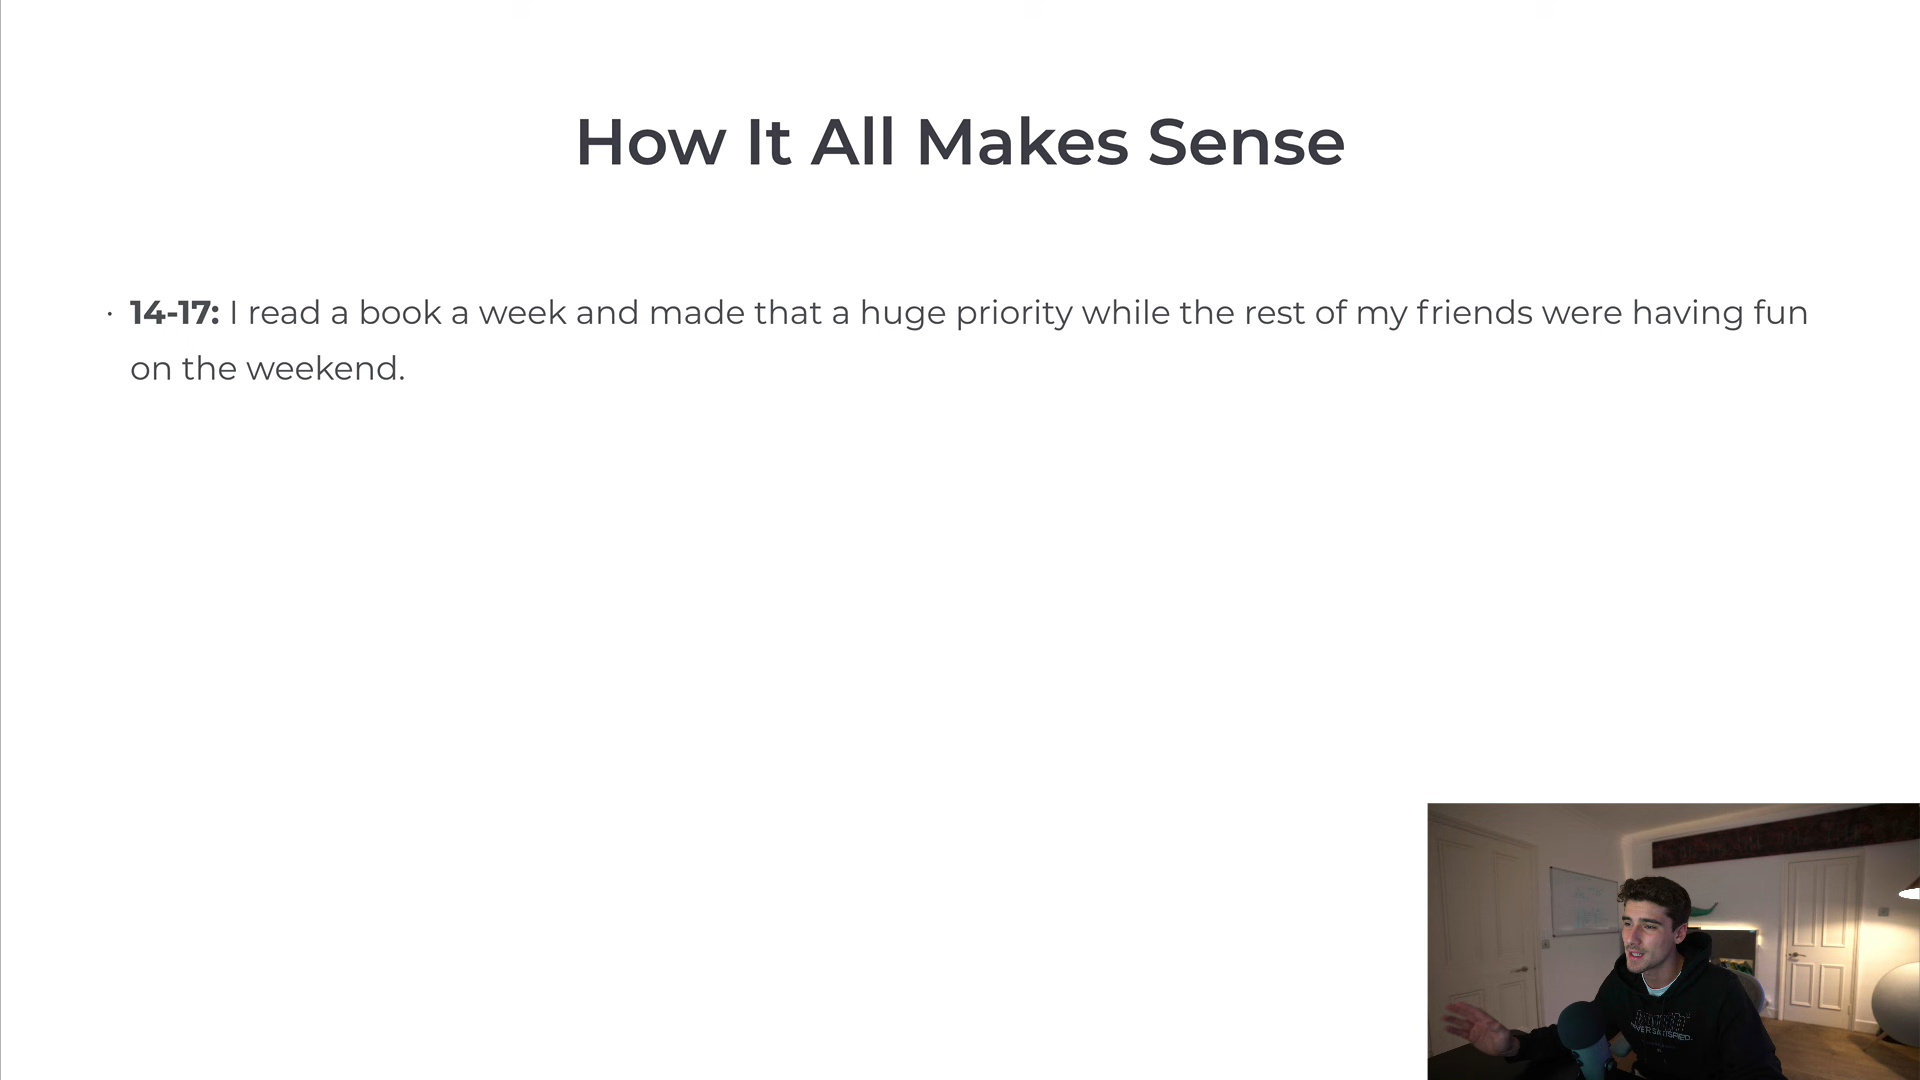 How It All Makes Sense
· 14-17: I read a book a week and made that a huge priority while the rest of my friends were having fun
on the weekend.